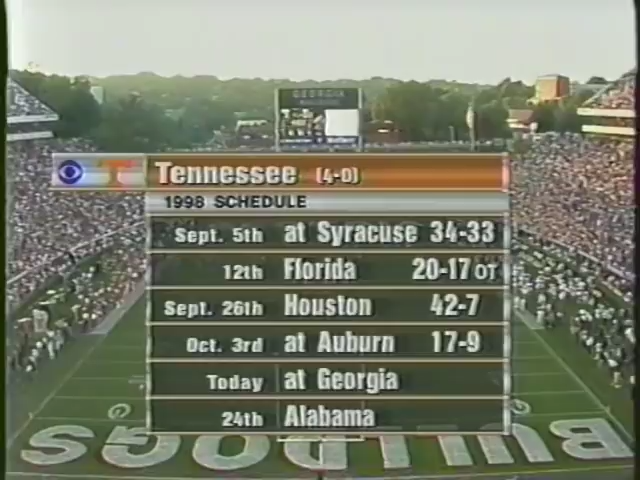 GEORGIA
T Tennessee (4-0)
1998 SCHEDULE
Sept. 5th at Syracuse 34-33
12th Florida 20-17 OT
Sept. 26th Houston 42-7
Oct. 3rd at Auburn 17-9
Today at Georgia
24th Alabama
BULLDOGS